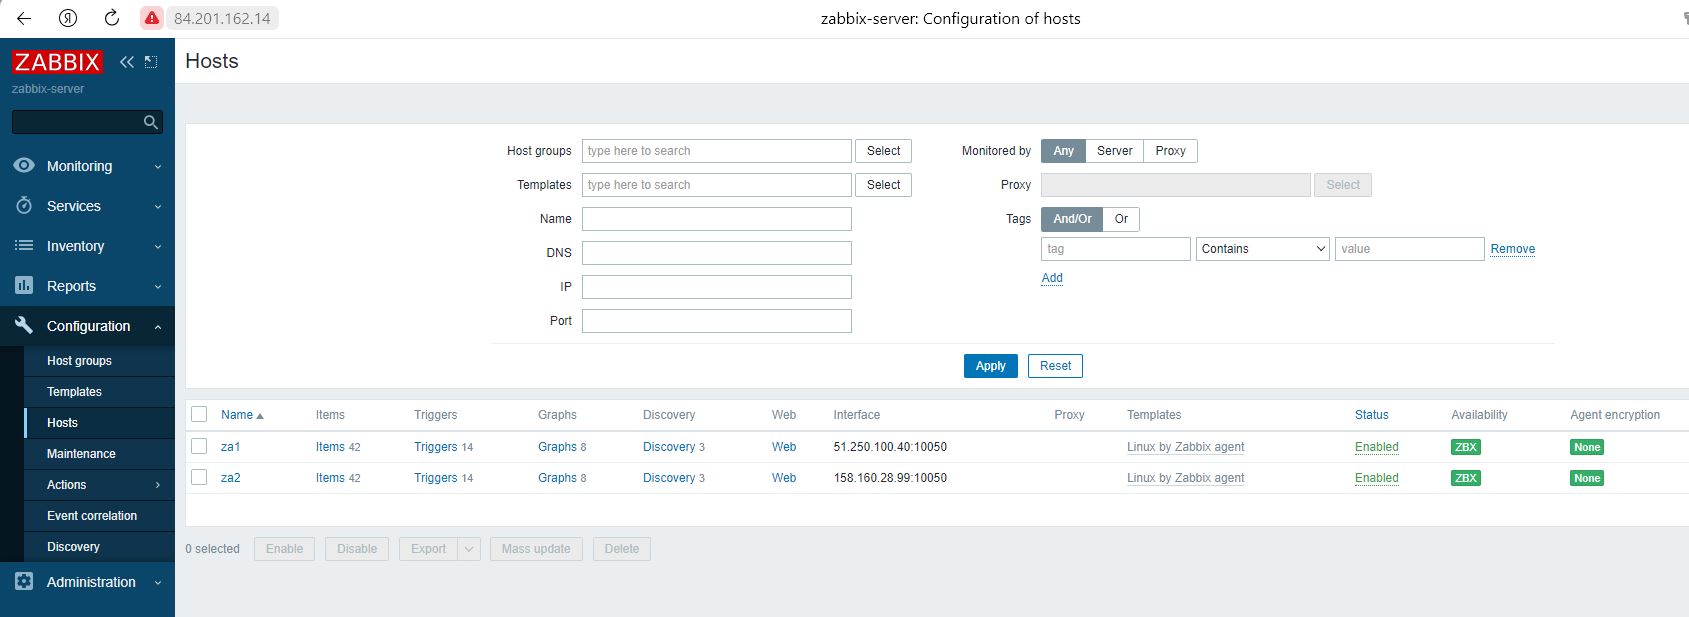 84.201.162.14 zabbix-server: Configuration of hosts
ZABBIX
zabbix-server
Monitoring
Services
Inventory
Reports
Configuration
Host groups
Templates
Hosts
Maintenance
Actions
Event correlation
Discovery
Administration
Hosts
Host groups type here to search Select
Templates type here to search Select
Name
DNS
IP
Port
Monitored by Any Server Proxy
Proxy Select
Tags And/Or Or
tag Contains value Remove
Add
Apply Reset
Name Items Triggers Graphs Discovery Web Interface Proxy Templates Status Availability Agent encryption
za1 Items 42 Triggers 14 Graphs 8 Discovery 3 Web 51.250.100.40:10050 Linux by Zabbix agent Enabled ZBX None
za2 Items 42 Triggers 14 Graphs 8 Discovery 3 Web 158.160.28.99:10050 Linux by Zabbix agent Enabled ZBX None
0 selected Enable Disable Export Mass update Delete